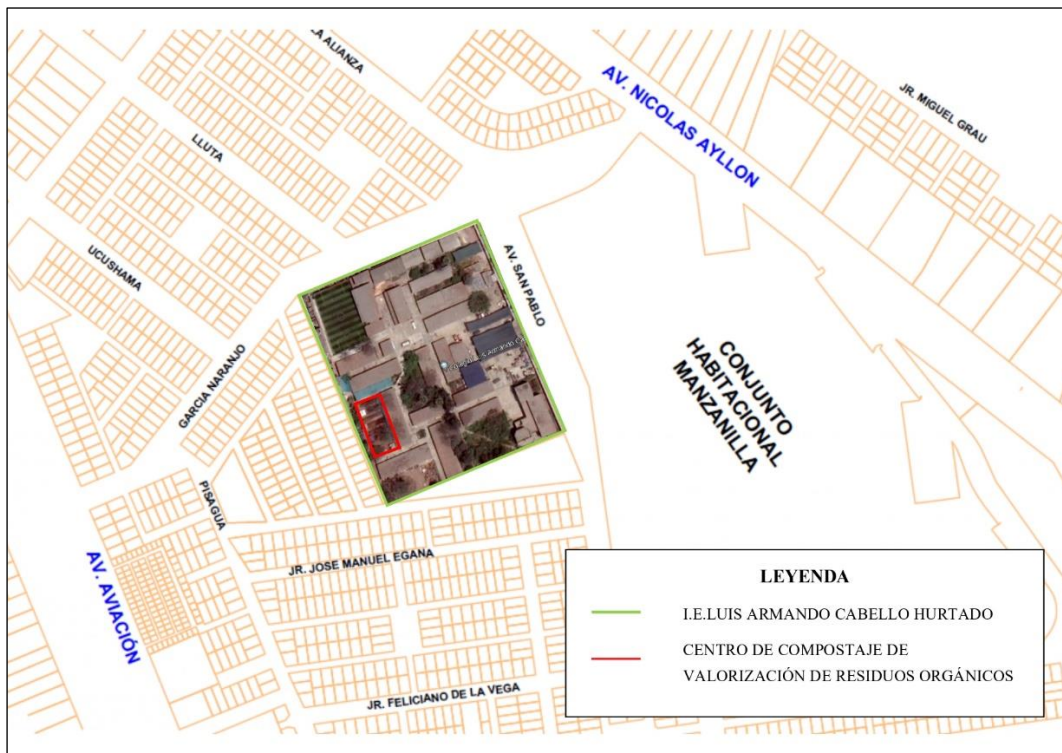 LA ALIANZA
AV. NICOLAS AYLLON
JR. MIGUEL GRAU
LLUTA
UCUSHAMA
AV. SAN PABLO
GARCIA NARANJO
CONJUNTO
HABITACIONAL
MANZANILLA
PISAGUA
JR. JOSE MANUEL EGANA
AV. AVIACIÓN
JR. FELICIANO DE LA VEGA
LEYENDA
I.E.LUIS ARMANDO CABELLO HURTADO
CENTRO DE COMPOSTAJE DE
VALORIZACIÓN DE RESIDUOS ORGÁNICOS